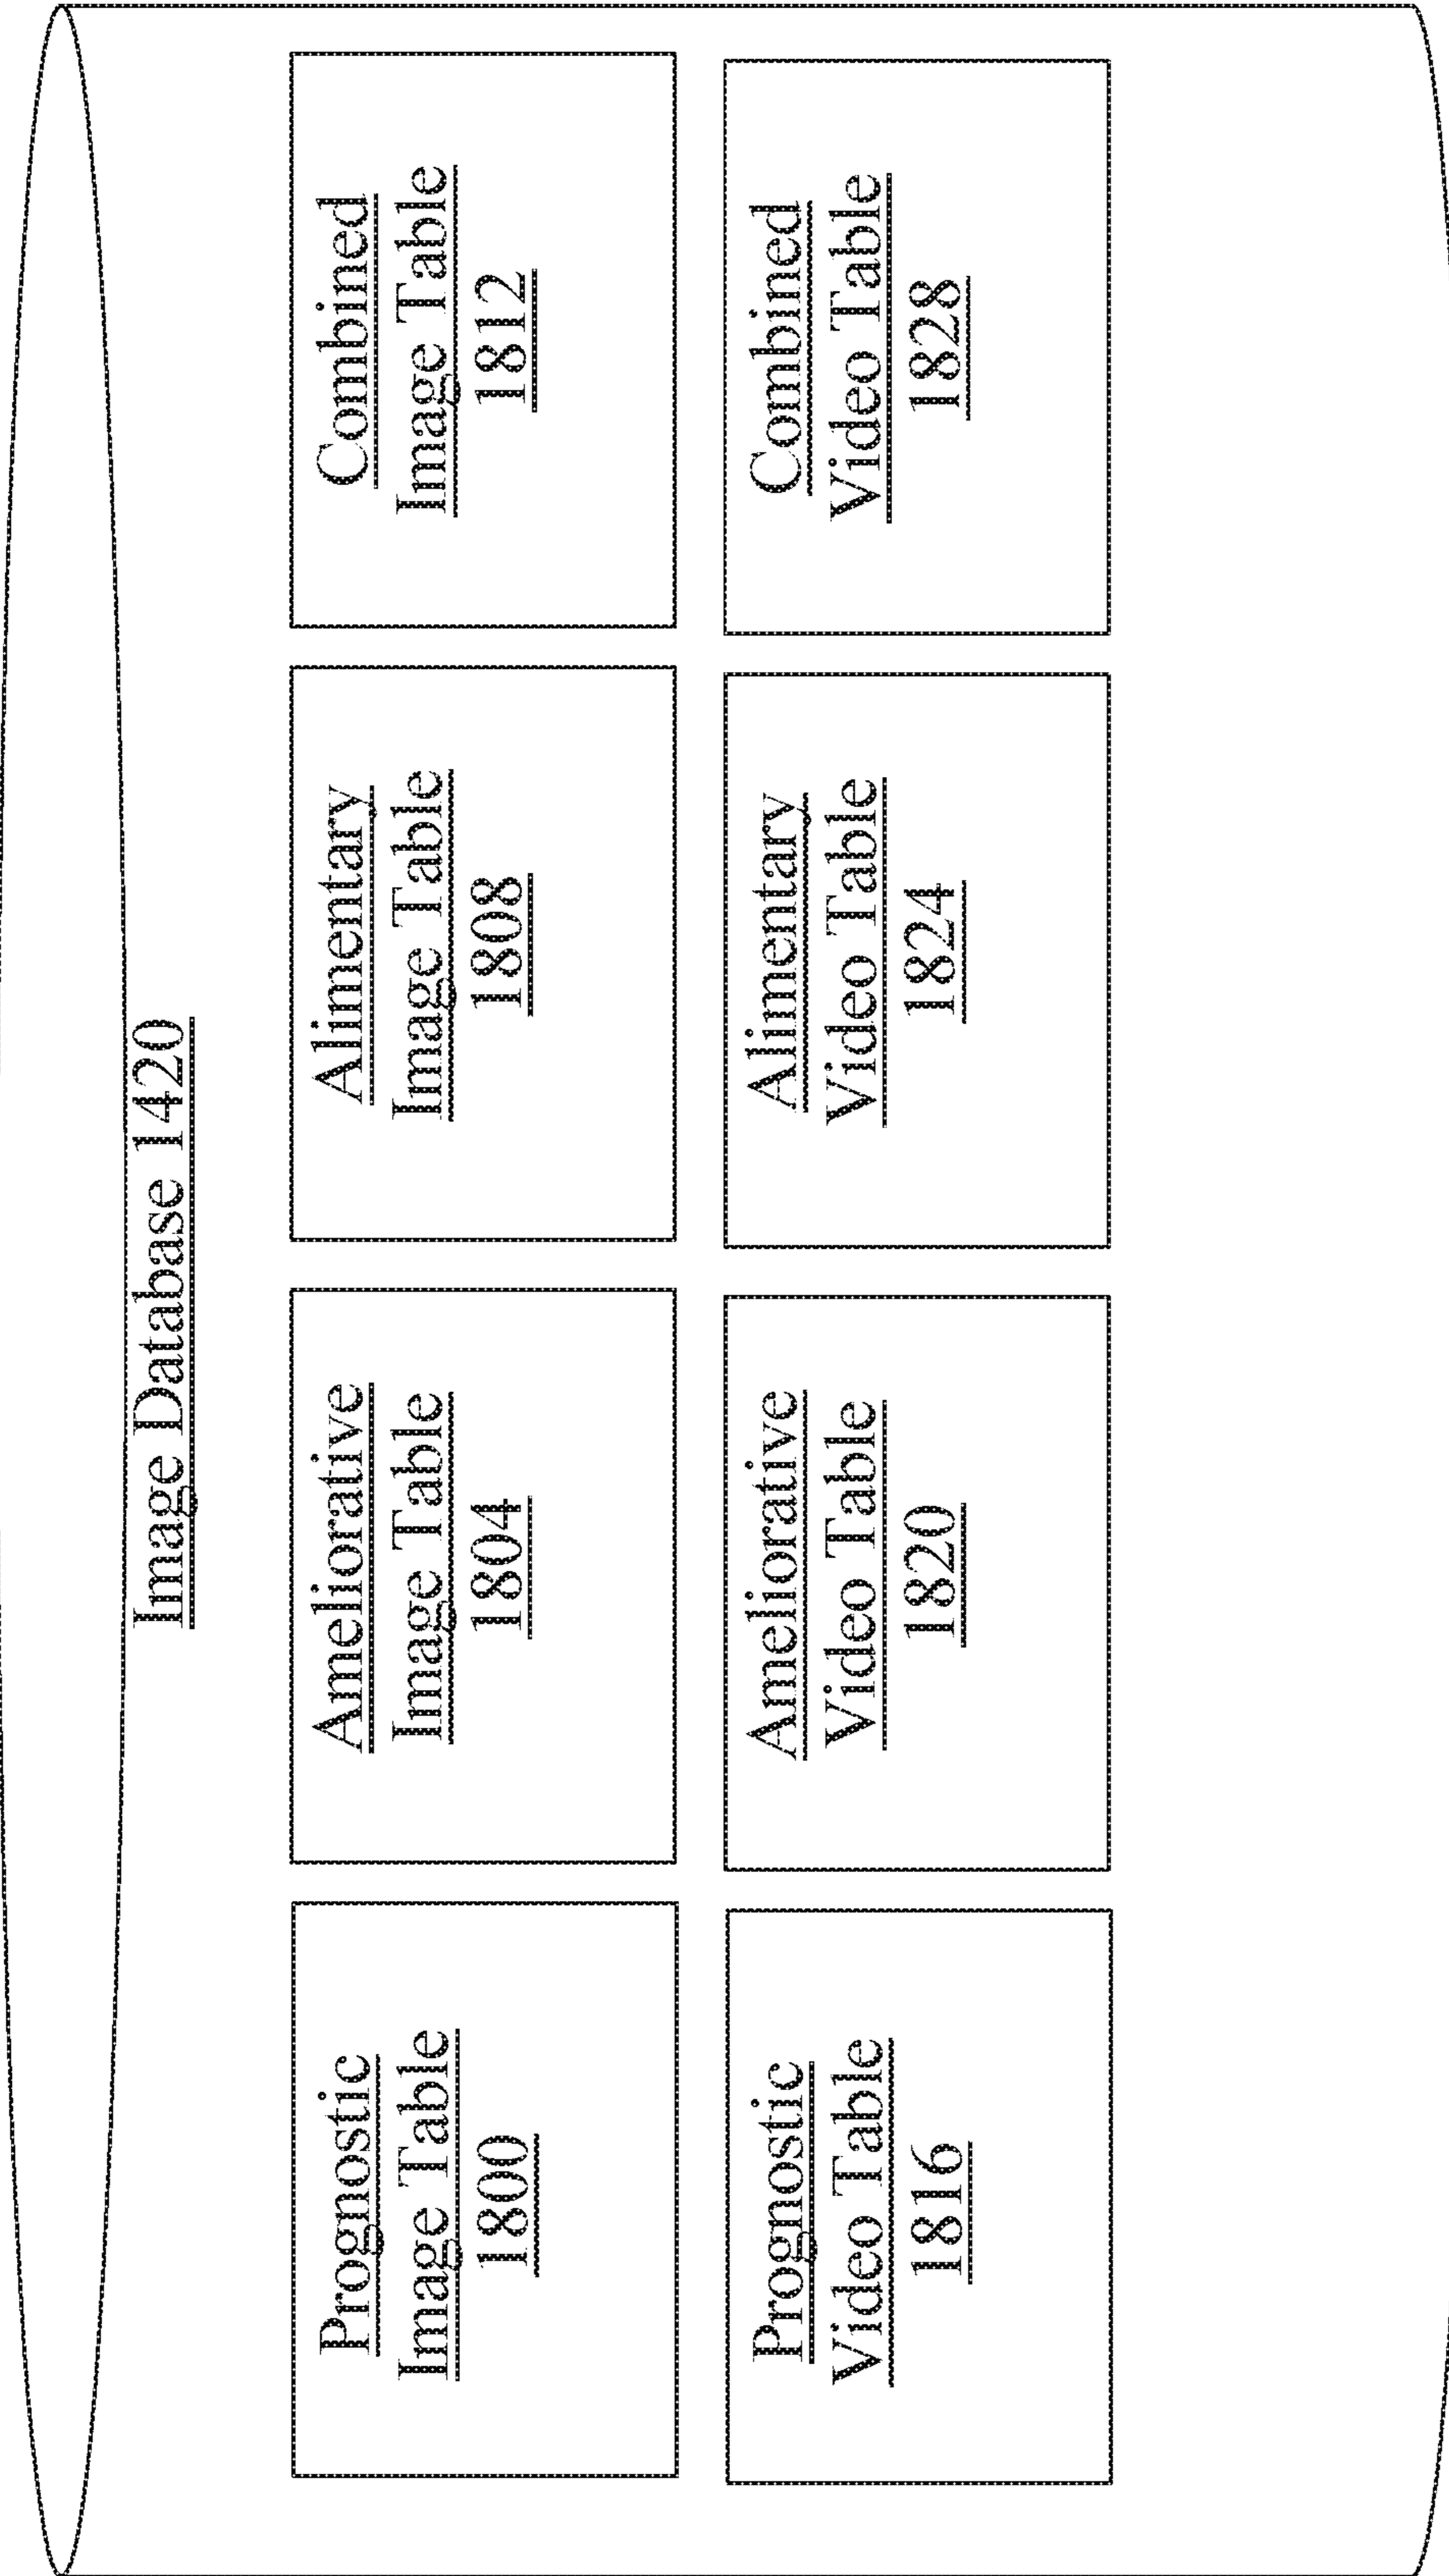 Image Database 1420
Prognostic
Image Table
1800
Ameliorative
Image Table
1804
Alimentary
Image Table
1808
Combined
Image Table
1812
Prognostic
Video Table
1816
Ameliorative
Video Table
1820
Alimentary
Video Table
1824
Combined
Video Table
1828